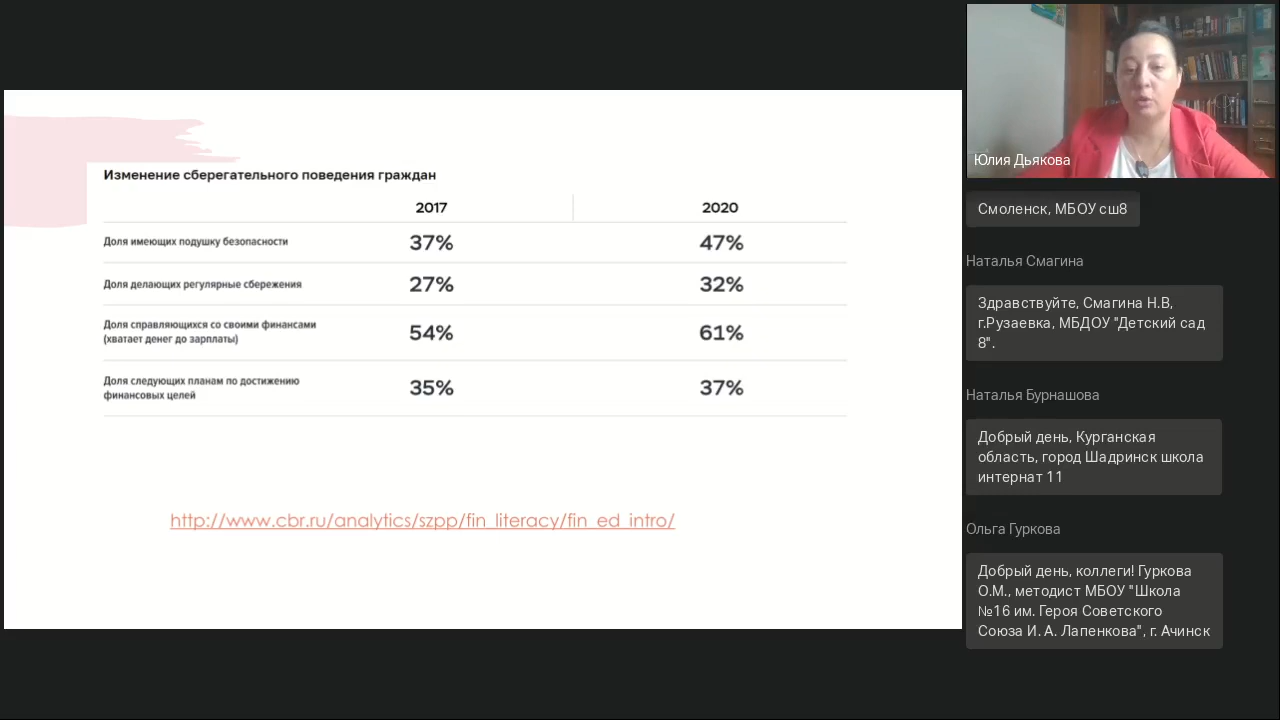 Изменение сберегательного поведения граждан
2017 2020
Доля имеющих подушку безопасности 37% 47%
Доля делающих регулярные сбережения 27% 32%
Доля справляющихся со своими финансами
(хватает денег до зарплаты) 54% 61%
Доля следующих планам по достижению
финансовых целей 35% 37%
http://www.cbr.ru/analytics/szpp/fin_literacy/fin_ed_intro/
Юлия Дьякова
Смоленск, МБОУ сш8
Наталья Смагина
Здравствуйте, Смагина Н.В,
г.Рузаевка, МБДОУ "Детский сад
8".
Наталья Бурнашова
Добрый день, Курганская
область, город Шадринск школа
интернат 11
Ольга Гуркова
Добрый день, коллеги! Гуркова
О.М., методист МБОУ "Школа
№16 им. Героя Советского
Союза И. А. Лапенкова", г. Ачинск